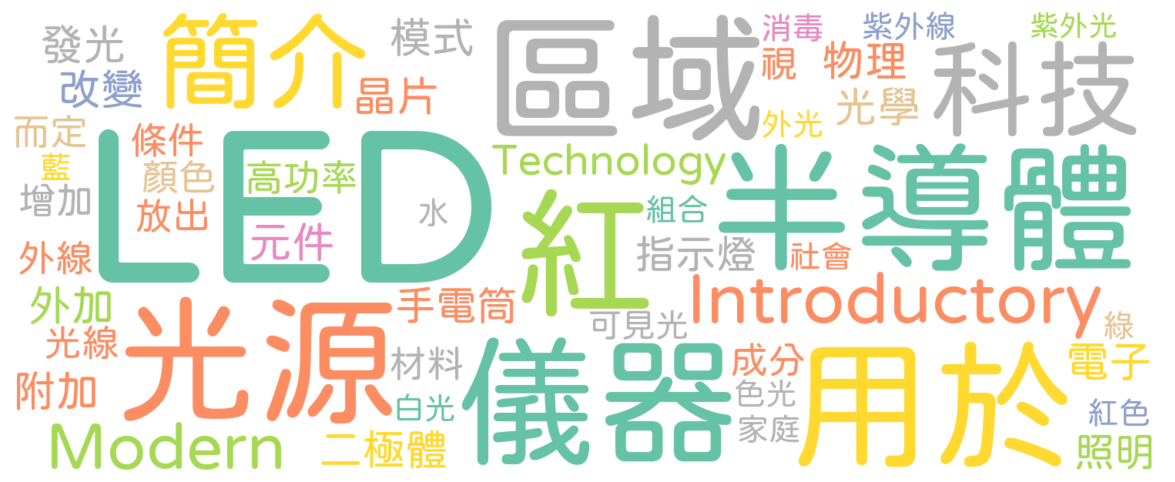 發光
簡介
模式
區域
消毒
紫外線
紫外光
改變
晶片
視
物理
科技
光學
外光
而定
條件
LED
Technology
半導體
藍
顏色
高功率
增加
放出
水
紅
組合
元件
指示燈
社會
外線
外加
光源
手電筒
Introductory
可見光
綠
光線
儀器
用於
材料
成分
電子
附加
色光
白光
紅色
家庭
Modern
二極體
照明